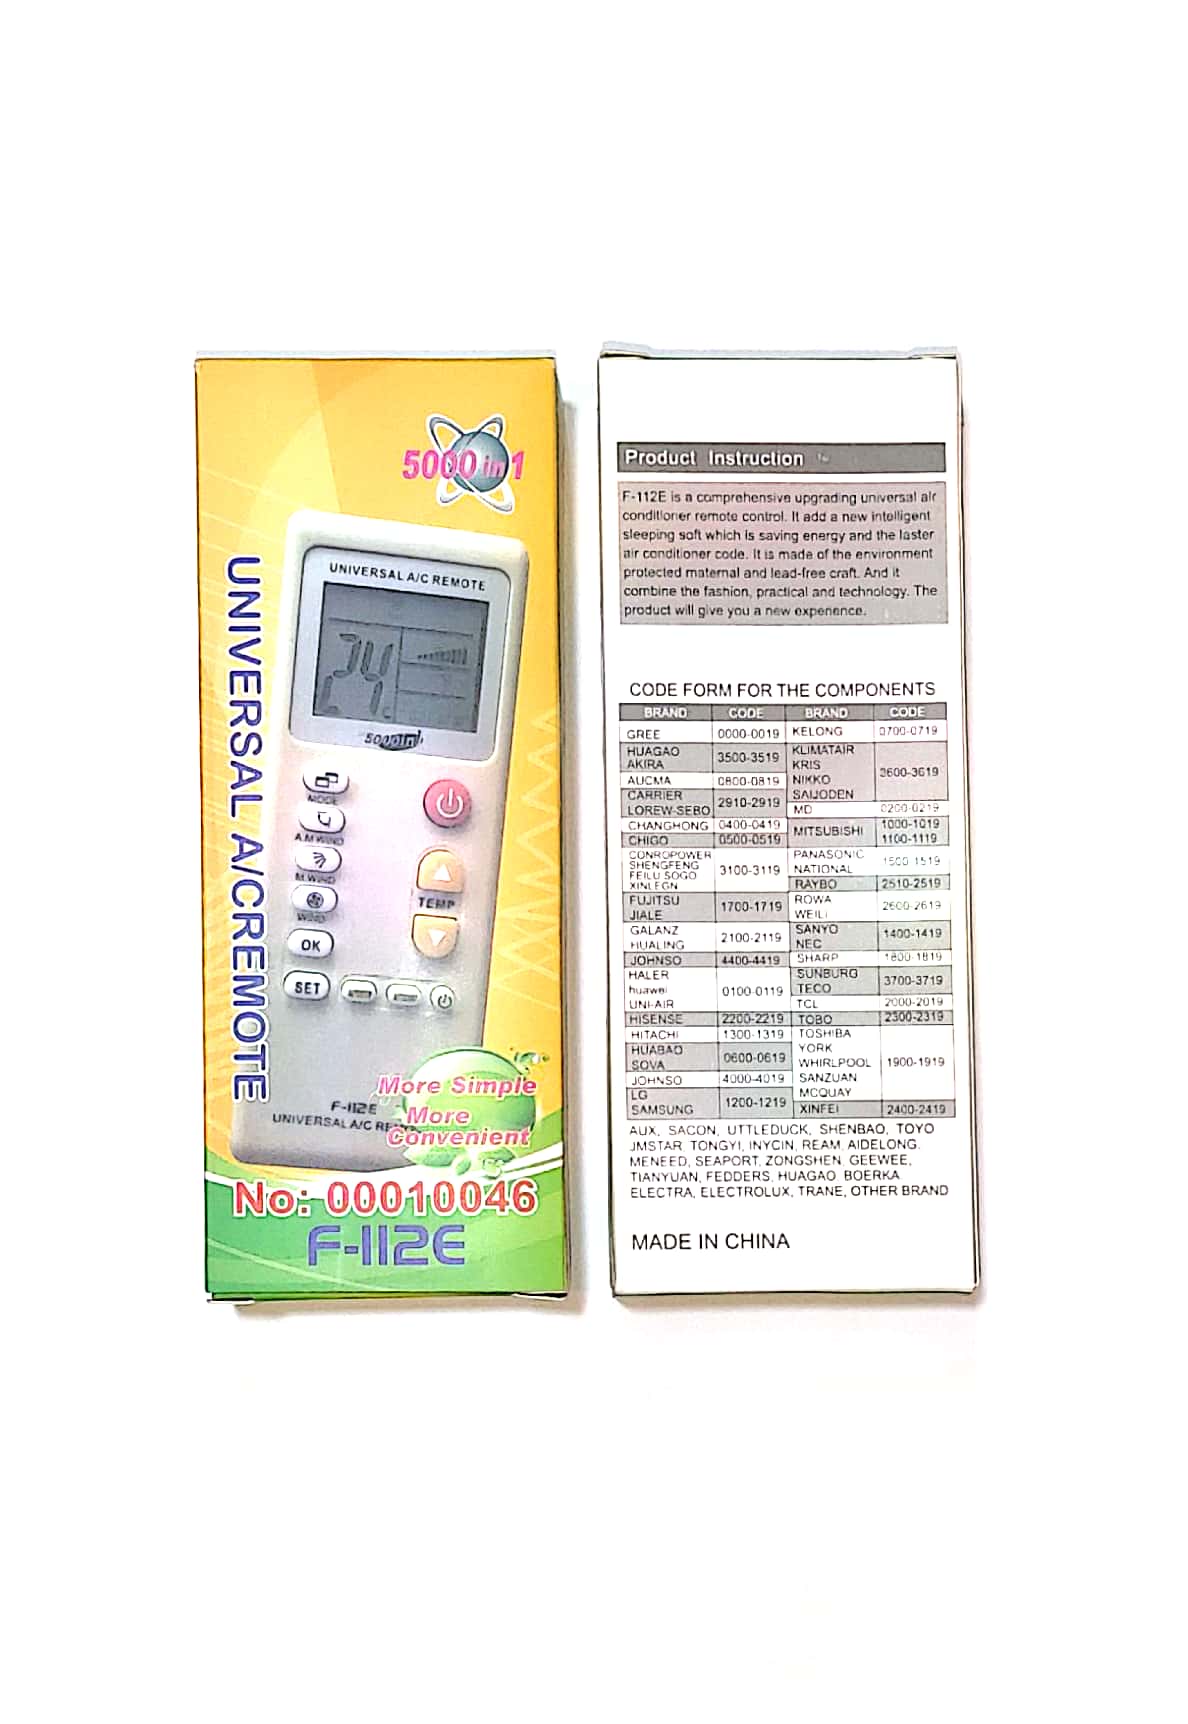 5000 in 1
UNIVERSAL A/CREMOTE
UNIVERSAL A/C REMOTE
24c
5000in1
MODE
A.M WIND
M.WIND
WIND
TEMP
OK
SET
F-112E
UNIVERSAL A/C
More Simple
More
Convenient
No: 00010046
F-112E
Product Instruction
F-112E is a comprehensive upgrading universal air
conditioner remote control. It add a new intelligent
sleeping soft which is saving energy and the laster
air conditioner code. It is made of the environment
protected maternal and lead-free craft. And it
combine the fashion, practical and technology. The
product will give you a new experience.
CODE FORM FOR THE COMPONENTS
BRAND CODE BRAND CODE
GREE 0000-0019
HUAGAO
AKIRA 3500-3519
AUCMA 0800-0819
CARRIER
LOREW-SEBO 2910-2919
CHANGHONG 0400-0419
CHIGO 0500-0519
CONROPOWER
SHENGFENG
FEILU SOGO
XINLEGN 3100-3119
FUJITSU
JIALE 1700-1719
GALANZ
HUALING 2100-2119
JOHNSO 4400-4419
HALER
huawei
UNI-AIR 0100-0119
HISENSE 2200-2219
HITACHI 1300-1319
HUABAO
SOVA 0600-0619
JOHNSO 4000-4019
LG
SAMSUNG 1200-1219
KELONG 0700-0719
KLIMATAIR
KRIS
NIKKO
SAIJODEN 3600-3619
MD 0200-0219
MITSUBISHI 1000-1019
1100-1119
PANASONIC
NATIONAL 1500-1519
RAYBO 2510-2519
ROWA
WEILI 2600-2619
SANYO
NEC 1400-1419
SHARP 1800-1819
SUNBURG
TECO 3700-3719
TCL 2000-2019
TOBO 2300-2319
TOSHIBA
YORK
WHIRLPOOL 1900-1919
SANZUAN
MCQUAY
XINFEI 2400-2419
AUX, SACON, UTTLEDUCK, SHENBAO, TOYO
JMSTAR, TONGYI, INYCIN, REAM, AIDELONG.
MENEED, SEAPORT, ZONGSHEN, GEEWEE,
TIANYUAN, FEDDERS, HUAGAO, BOERKA
ELECTRA, ELECTROLUX, TRANE, OTHER BRAND
MADE IN CHINA